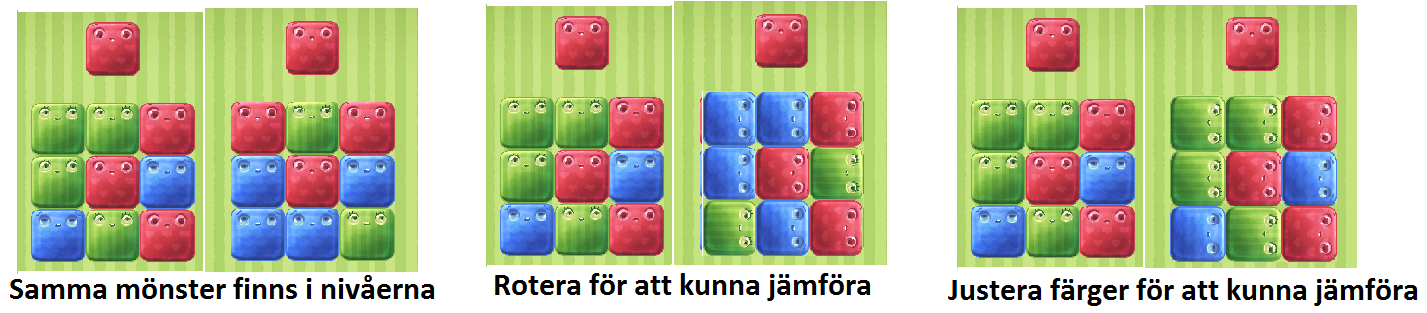 Samma mönster finns i nivåerna
Rotera för att kunna jämföra
Justera färger för att kunna jämföra